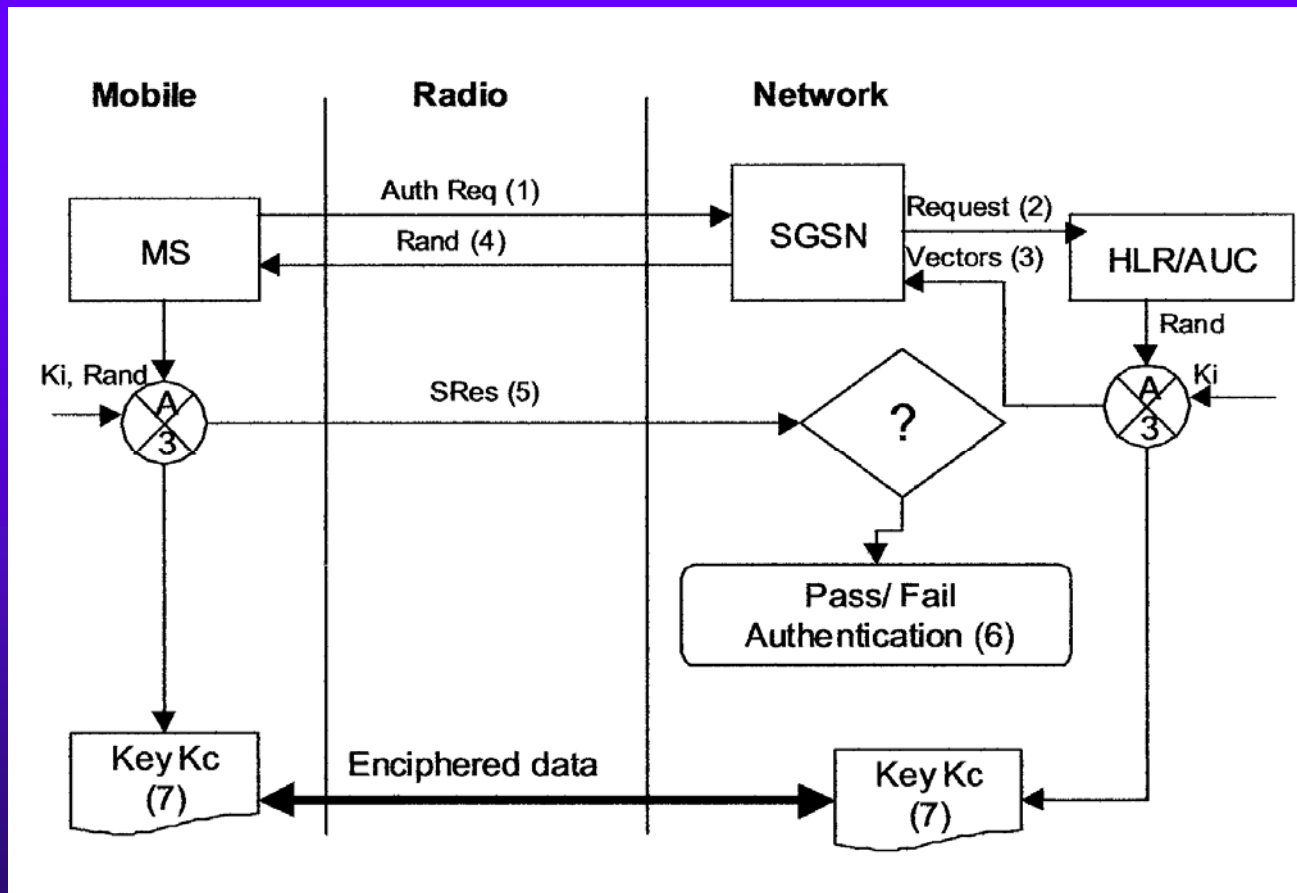 Mobile
Radio
Network
Auth Req (1)
Rand (4)
MS
SGSN
Request (2)
Vectors (3)
HLR/AUC
Rand
Ki, Rand
A
3
SRes (5)
?
Ki
A
3
Pass/ Fail
Authentication (6)
Key Kc
(7)
Enciphered data
Key Kc
(7)